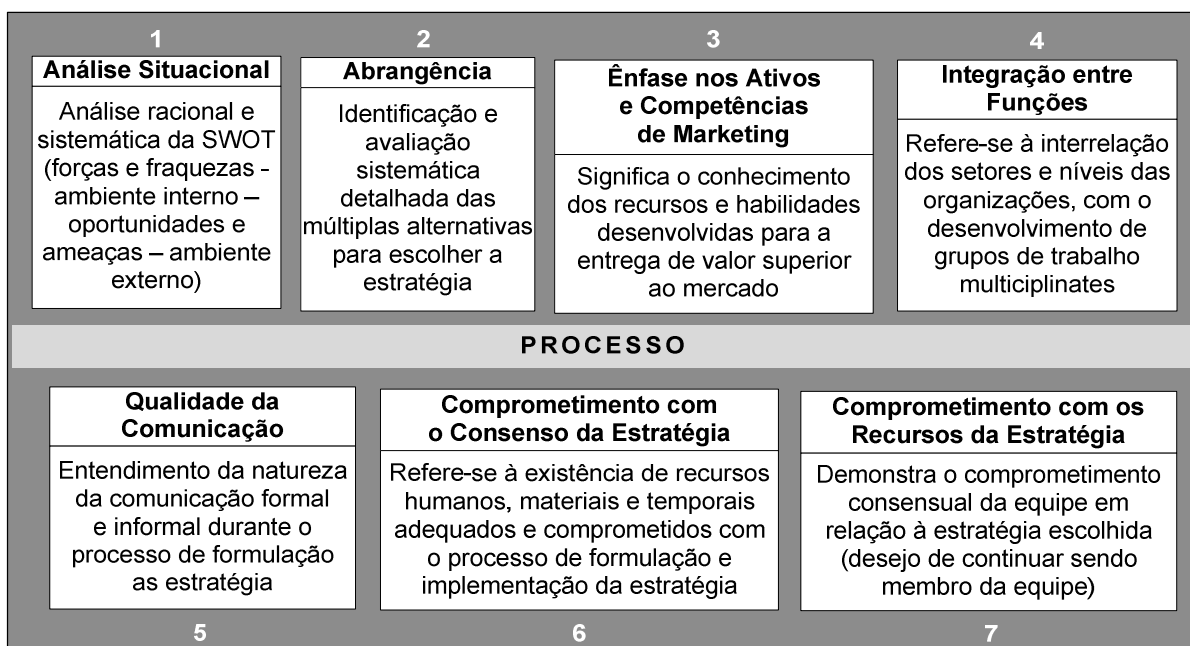 1
Análise Situacional
Análise racional e
sistemática da SWOT
(forças e fraquezas -
ambiente interno –
oportunidades e
ameaças – ambiente
externo)
2
Abrangência
Identificação e
avaliação
sistemática
detalhada das
múltiplas alternativas
para escolher a
estratégia
3
Ênfase nos Ativos
e Competências
de Marketing
Significa o conhecimento
dos recursos e habilidades
desenvolvidas para a
entrega de valor superior
ao mercado
4
Integração entre
Funções
Refere-se à interrelação
dos setores e níveis das
organizações, com o
desenvolvimento de
grupos de trabalho
multiciplinates
PROCESSO
Qualidade da
Comunicação
Entendimento da natureza
da comunicação formal
e informal durante o
processo de formulação
as estratégia
5
Comprometimento com
o Consenso da Estratégia
Refere-se à existência de recursos
humanos, materiais e temporais
adequados e comprometidos com
o processo de formulação e
implementação da estratégia
6
Comprometimento com os
Recursos da Estratégia
Demonstra o comprometimento
consensual da equipe em
relação à estratégia escolhida
(desejo de continuar sendo
membro da equipe)
7